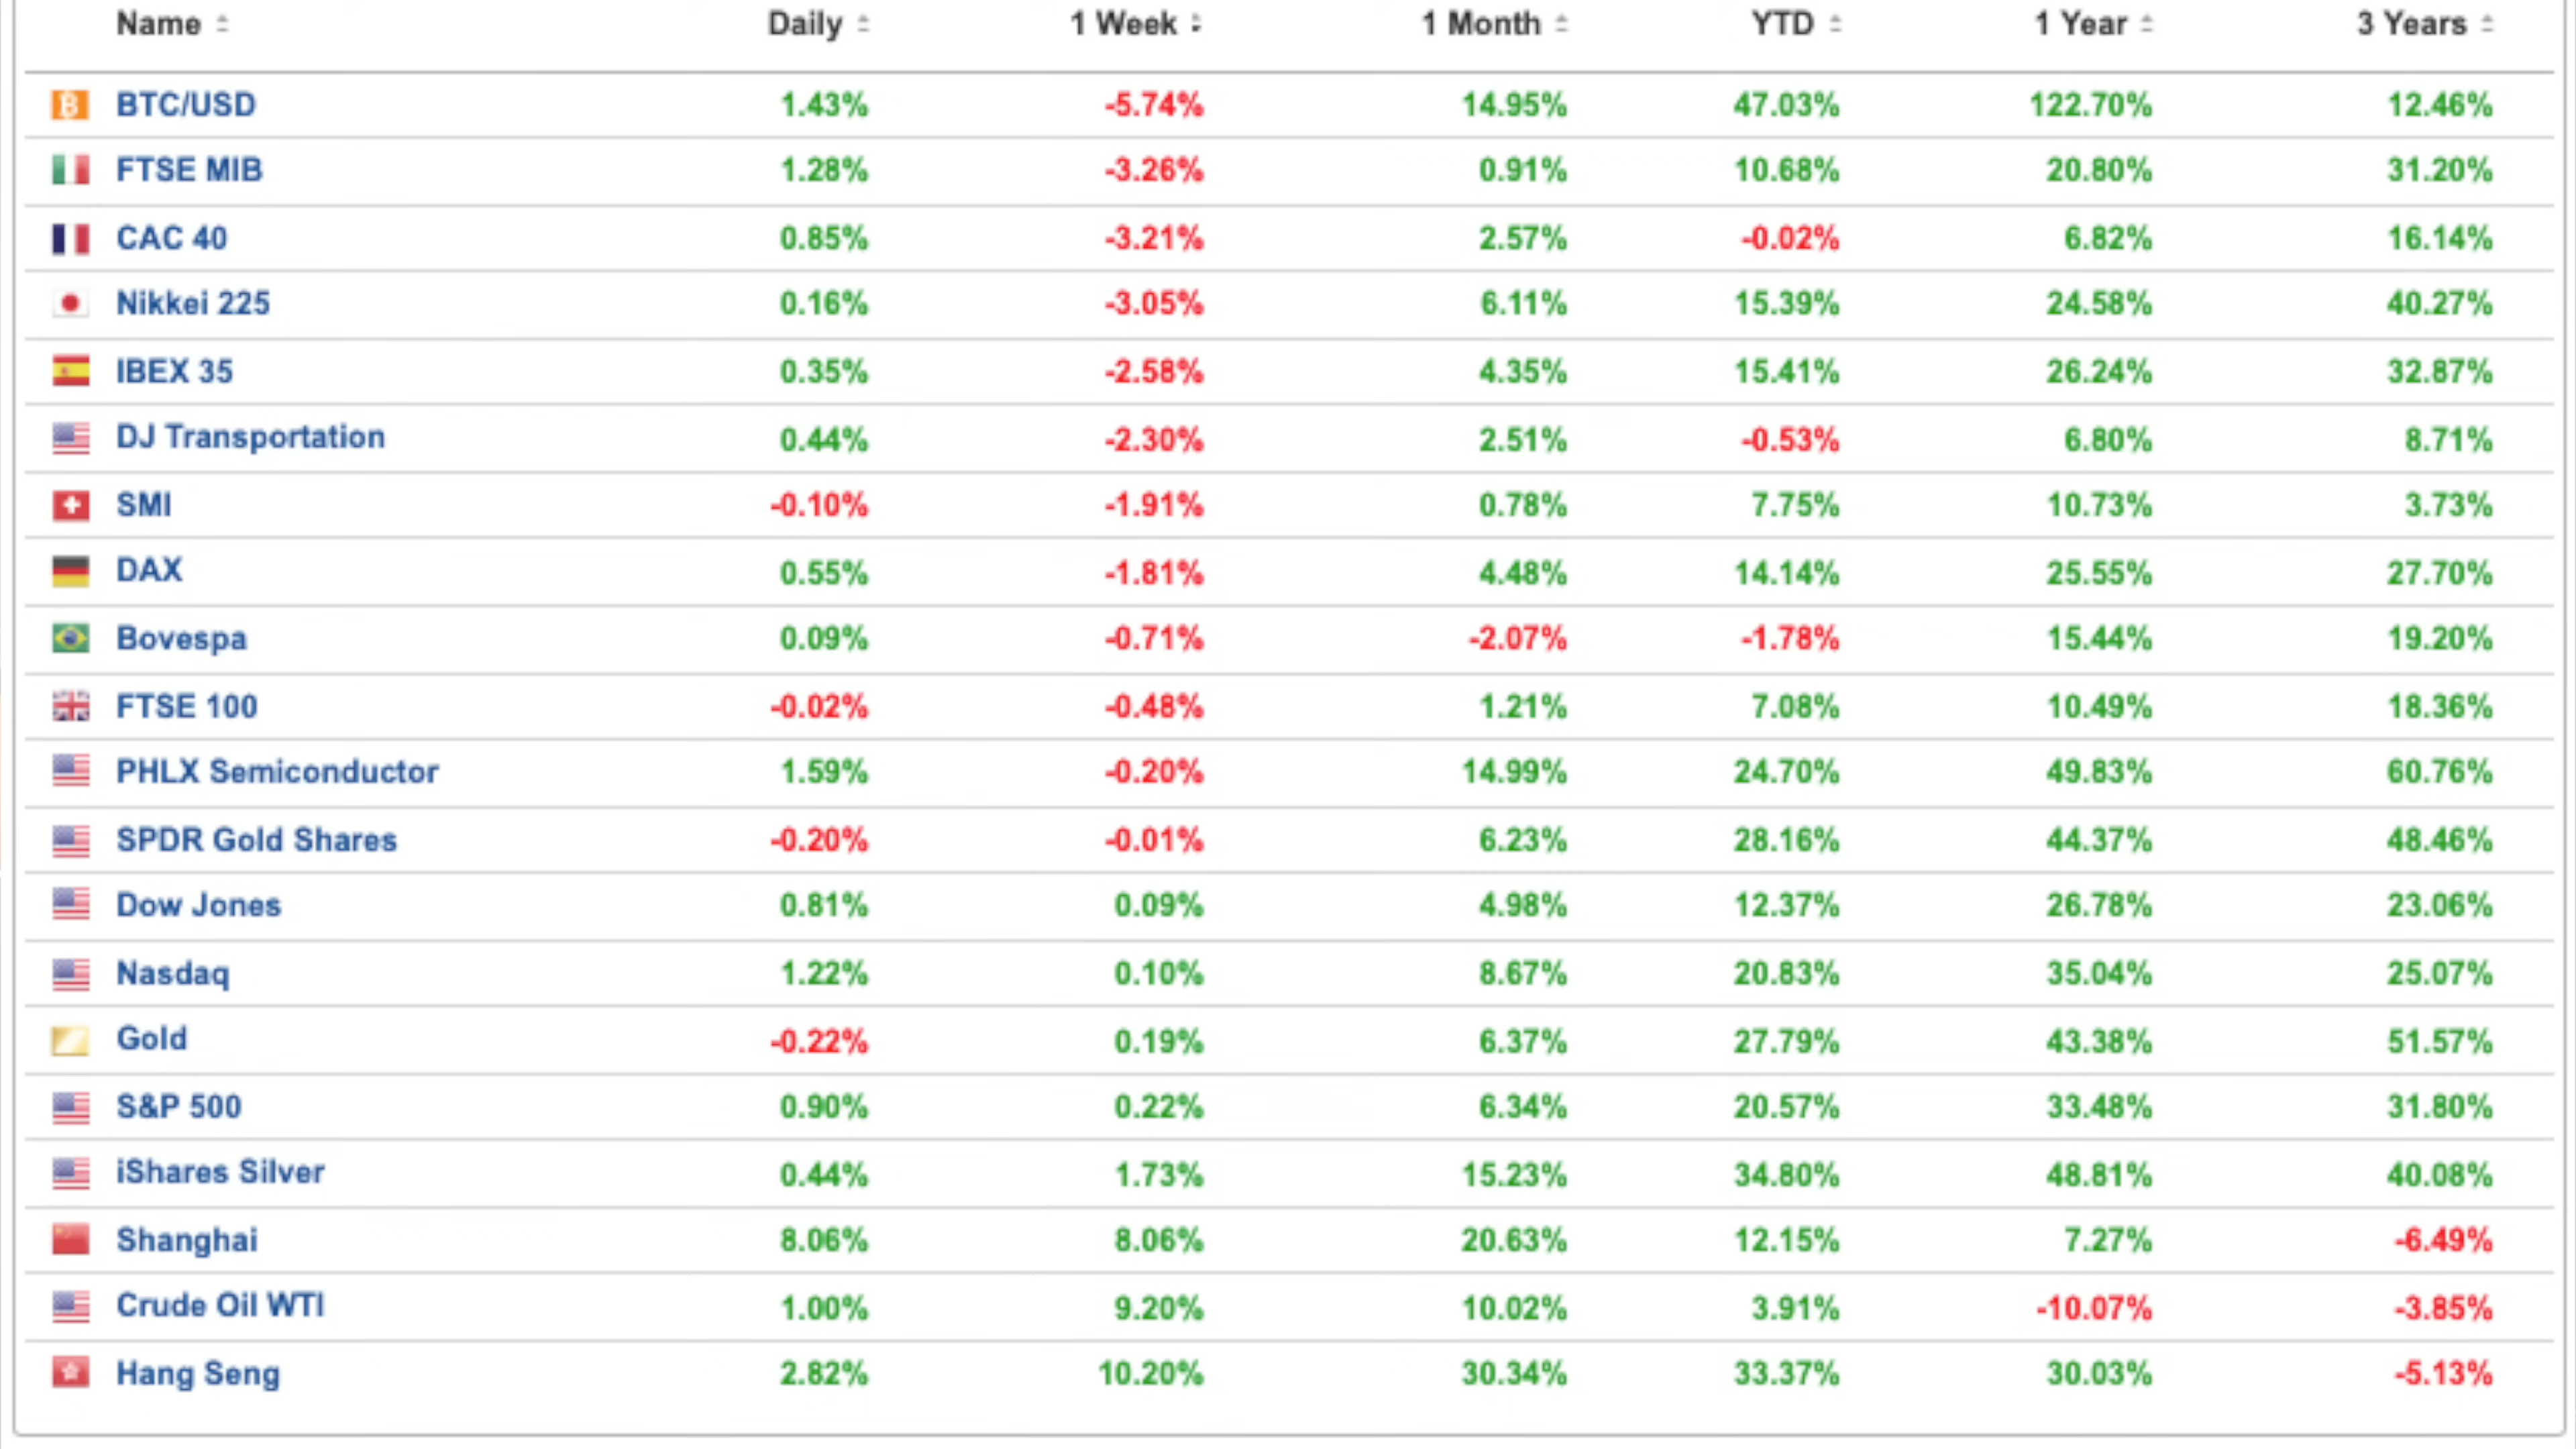 Name Daily 1 Week 1 Month YTD 1 Year 3 Years
BTC/USD 1.43% -5.74% 14.95% 47.03% 122.70% 12.46%
FTSE MIB 1.28% -3.26% 0.91% 10.68% 20.80% 31.20%
CAC 40 0.85% -3.21% 2.57% -0.02% 6.82% 16.14%
Nikkei 225 0.16% -3.05% 6.11% 15.39% 24.58% 40.27%
IBEX 35 0.35% -2.58% 4.35% 15.41% 26.24% 32.87%
DJ Transportation 0.44% -2.30% 2.51% -0.53% 6.80% 8.71%
SMI -0.10% -1.91% 0.78% 7.75% 10.73% 3.73%
DAX 0.55% -1.81% 4.48% 14.14% 25.55% 27.70%
Bovespa 0.09% -0.71% -2.07% -1.78% 15.44% 19.20%
FTSE 100 -0.02% -0.48% 1.21% 7.08% 10.49% 18.36%
PHLX Semiconductor 1.59% -0.20% 14.99% 24.70% 49.83% 60.76%
SPDR Gold Shares -0.20% -0.01% 6.23% 28.16% 44.37% 48.46%
Dow Jones 0.81% 0.09% 4.98% 12.37% 26.78% 23.06%
Nasdaq 1.22% 0.10% 8.67% 20.83% 35.04% 25.07%
Gold -0.22% 0.19% 6.37% 27.79% 43.38% 51.57%
S&P 500 0.90% 0.22% 6.34% 20.57% 33.48% 31.80%
iShares Silver 0.44% 1.73% 15.23% 34.80% 48.81% 40.08%
Shanghai 8.06% 8.06% 20.63% 12.15% 7.27% -6.49%
Crude Oil WTI 1.00% 9.20% 10.02% 3.91% -10.07% -3.85%
Hang Seng 2.82% 10.20% 30.34% 33.37% 30.03% -5.13%